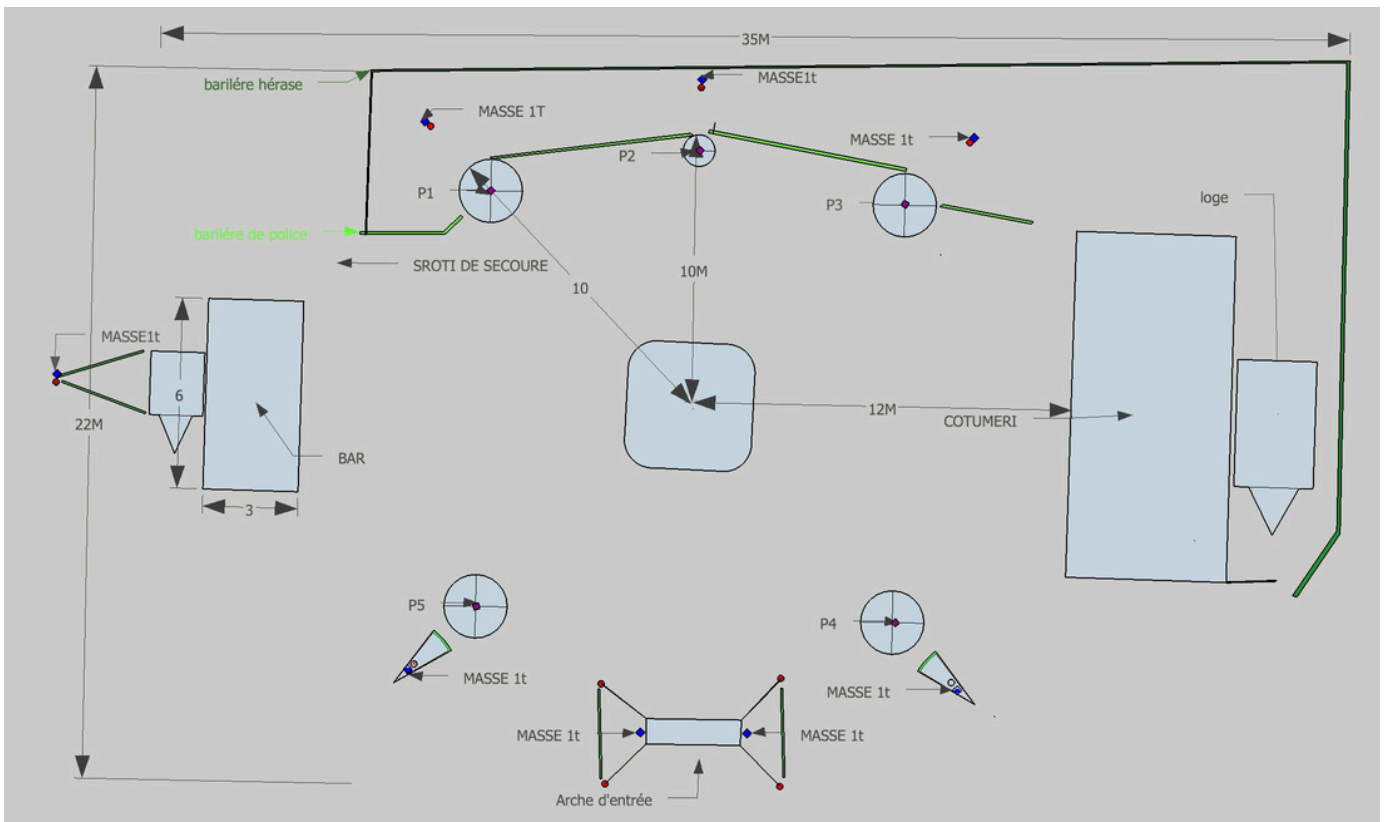 35M
barilére hérase
MASSE1t
MASSE 1T
MASSE 1t
P2
P1
P3
loge
barilére de police
SROTI DE SECOURE
10M
10
MASSE1t
6
12M
COTUMERI
22M
BAR
3
P5
P4
MASSE 1t
MASSE 1t
MASSE 1t
MASSE 1t
Arche d'entrée